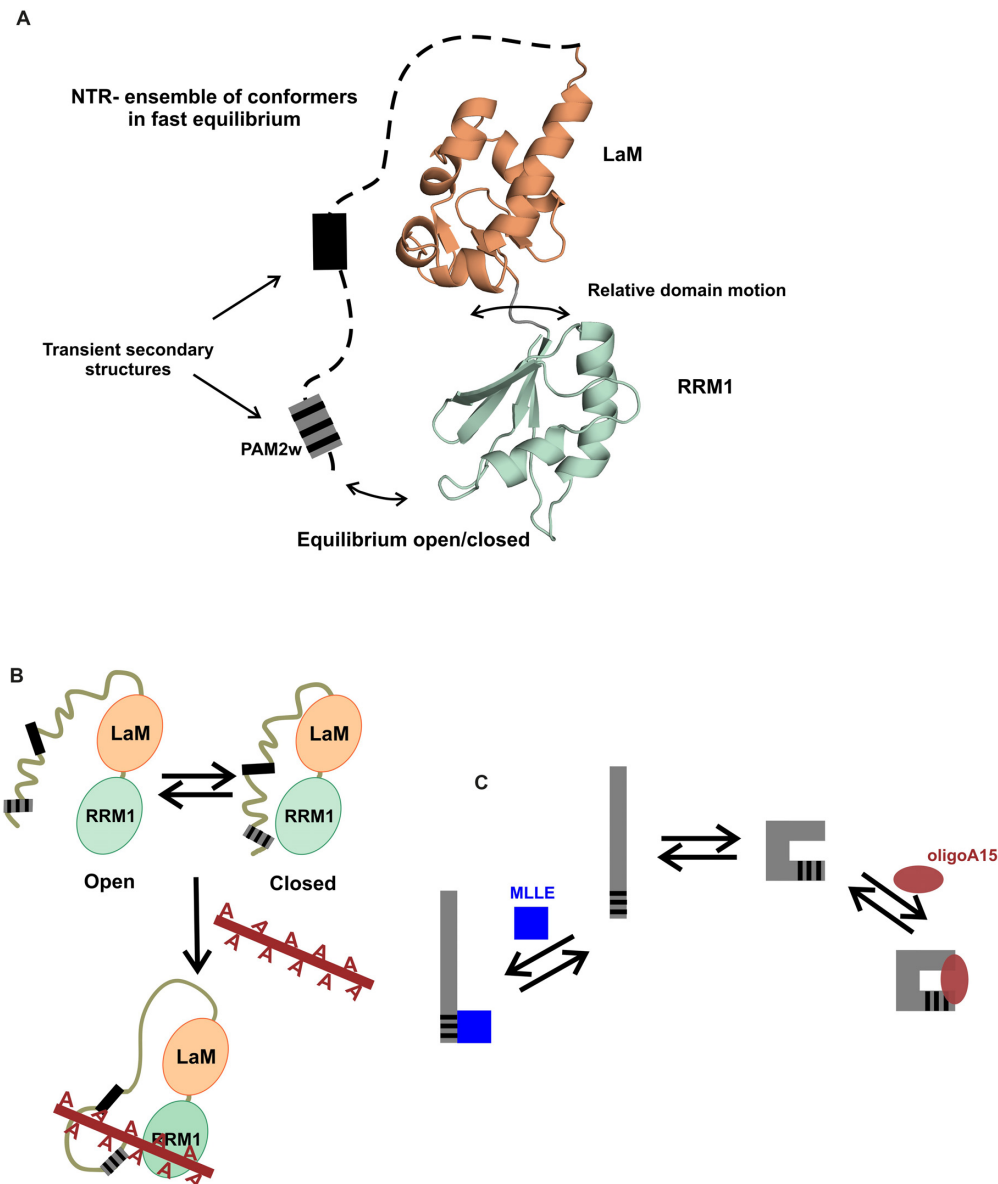 A
NTR- ensemble of conformers
in fast equilibrium
LaM
Relative domain motion
Transient secondary
structures
RRM1
PAM2w
Equilibrium open/closed
B
LaM
RRM1
Open
LaM
RRM1
Closed
A A A A A
A A A A A
LaM
RRM1
A A A A A
A A A A A
C
MLLE
oligoA15